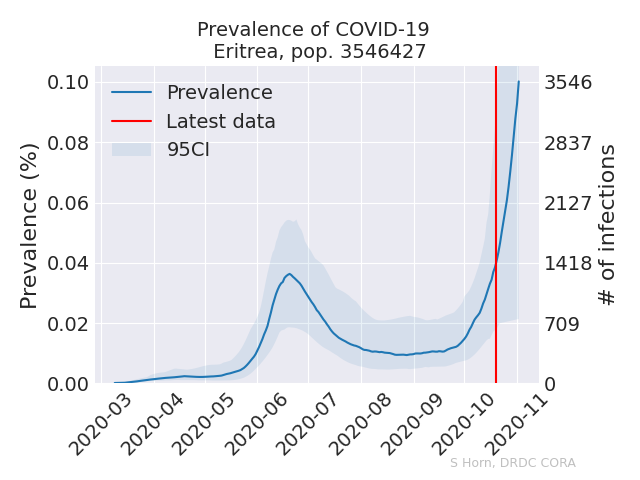 Prevalence of COVID-19
Eritrea, pop. 3546427
Prevalence
Latest data
95CI
Prevalence (%)
0.10
0.08
0.06
0.04
0.02
0.00
3546
2837
2127
1418
709
0
# of infections
2020-03
2020-04
2020-05
2020-06
2020-07
2020-08
2020-09
2020-10
2020-11
S Horn, DRDC CORA